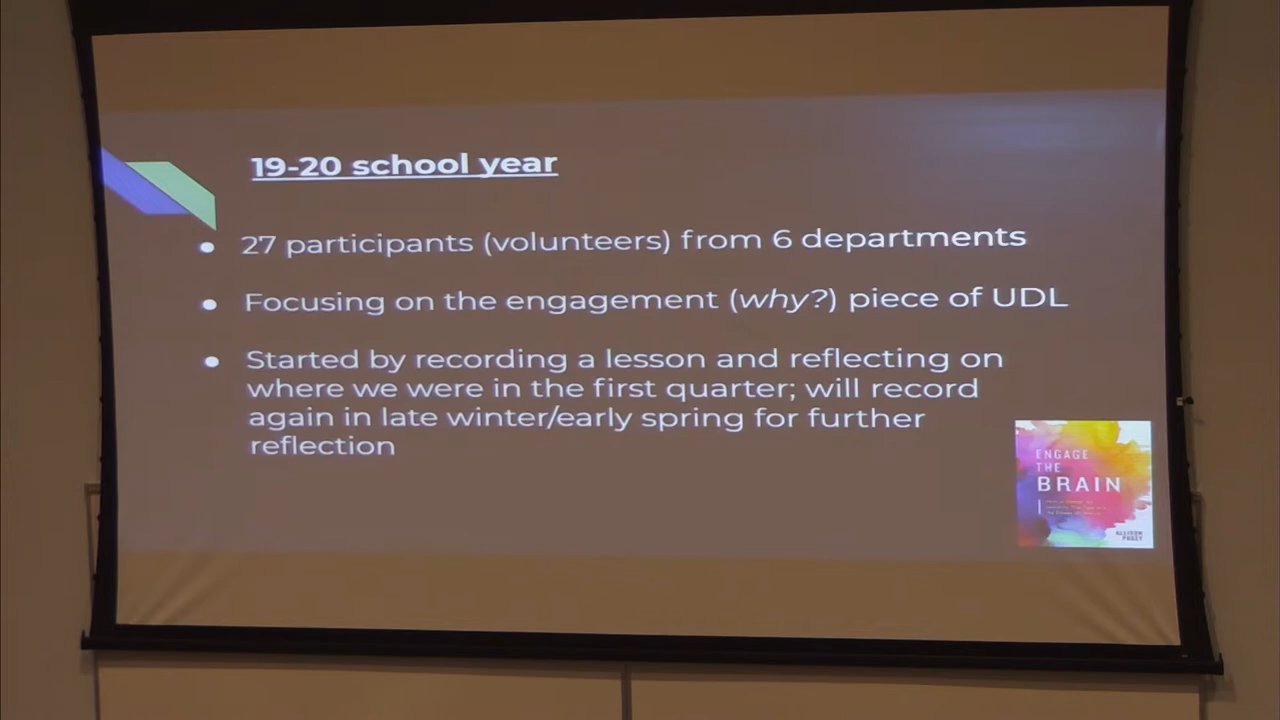 19-20 school year
● 27 participants (volunteers) from 6 departments
● Focusing on the engagement (why?) piece of UDL
● Started by recording a lesson and reflecting on
where we were in the first quarter; will record
again in late winter/early spring for further
reflection
ENGAGE
THE
BRAIN
ALLISON
POSEY